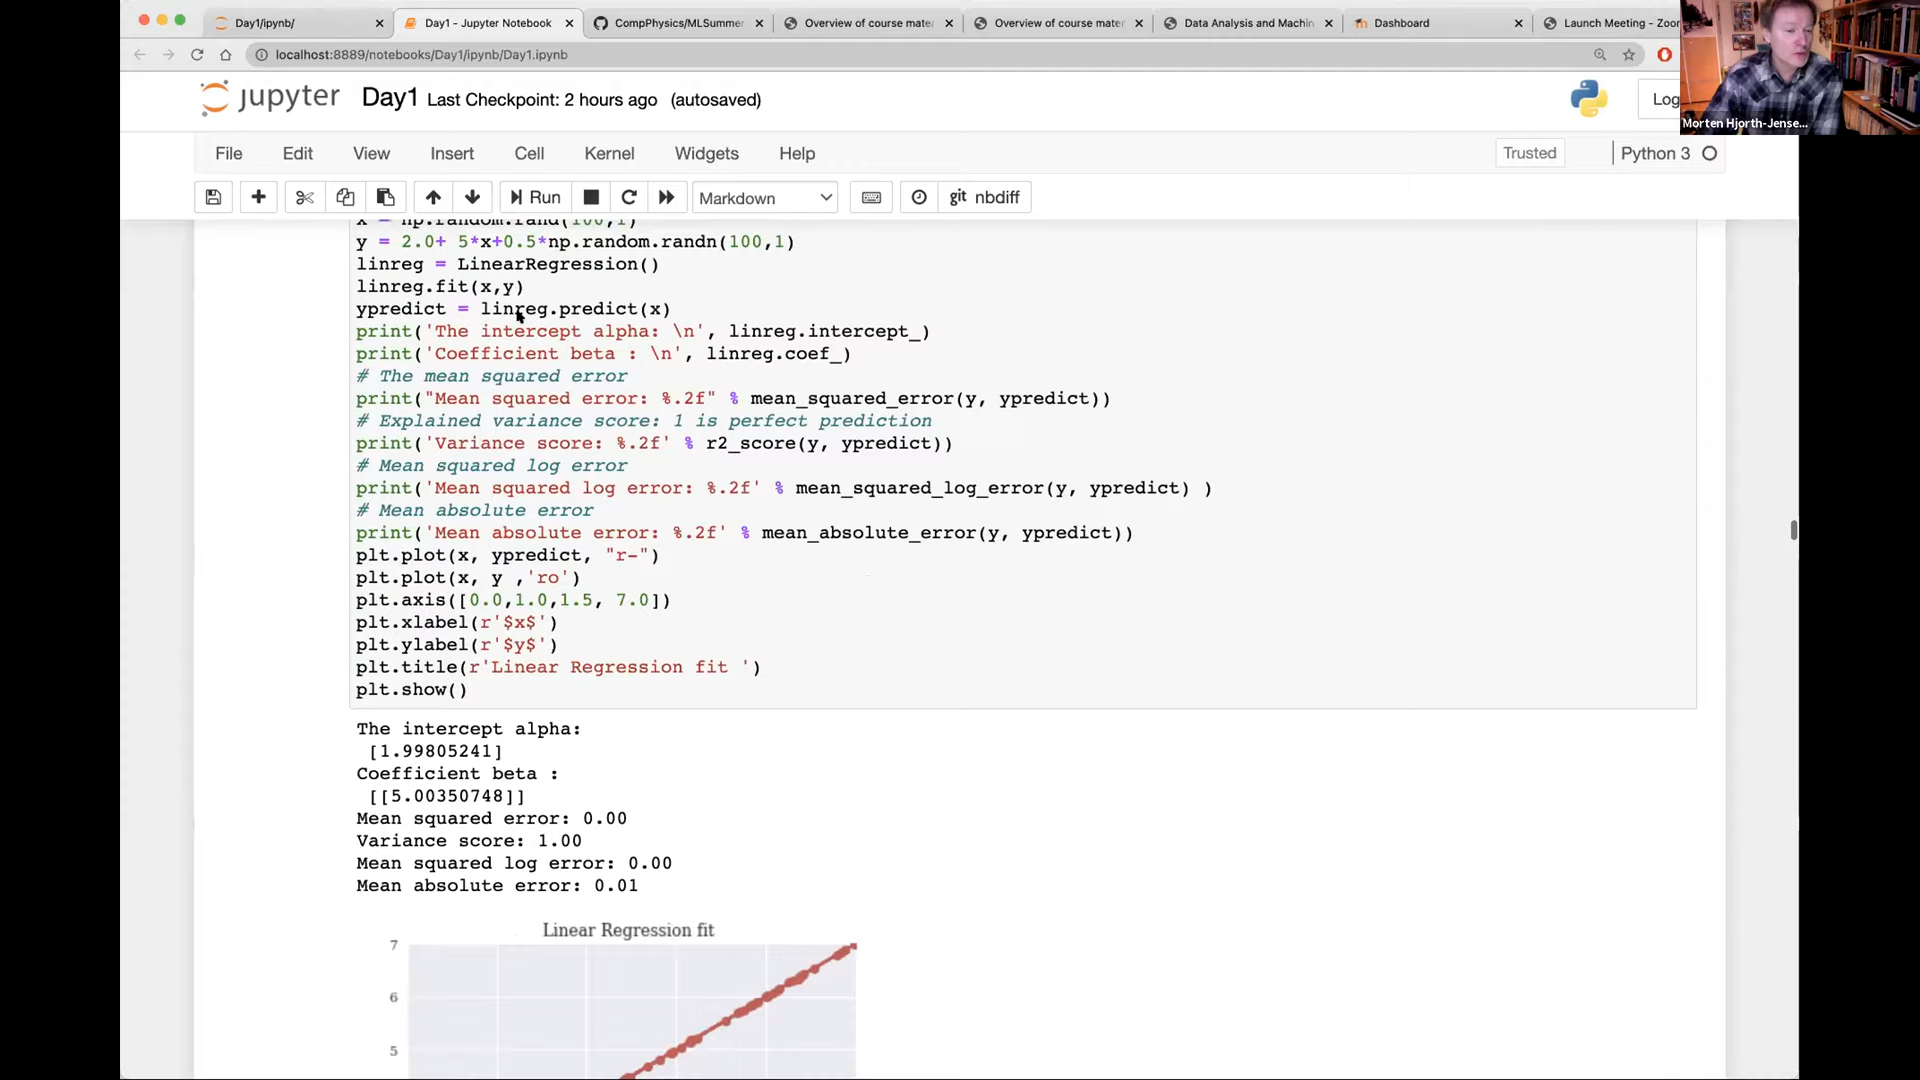 Day1/ipynb/
Day1 - Jupyter Notebook
CompPhysics/MLSummer
Overview of course mater
Overview of course mater
Data Analysis and Machin
Dashboard
Launch Meeting - Zoo
localhost:8889/notebooks/Day1/ipynb/Day1.ipynb
Morten Hjorth-Jense...
jupyter Day1 Last Checkpoint: 2 hours ago (autosaved)
Log
File Edit View Insert Cell Kernel Widgets Help Trusted Python 3
Run Markdown git nbdiff
x = np.random.rand(100,1)
y = 2.0+ 5*x+0.5*np.random.randn(100,1)
linreg = LinearRegression()
linreg.fit(x,y)
ypredict = linreg.predict(x)
print('The intercept alpha: \n', linreg.intercept_)
print('Coefficient beta : \n', linreg.coef_)
# The mean squared error
print("Mean squared error: %.2f" % mean_squared_error(y, ypredict))
# Explained variance score: 1 is perfect prediction
print('Variance score: %.2f' % r2_score(y, ypredict))
# Mean squared log error
print('Mean squared log error: %.2f' % mean_squared_log_error(y, ypredict) )
# Mean absolute error
print('Mean absolute error: %.2f' % mean_absolute_error(y, ypredict))
plt.plot(x, ypredict, "r-")
plt.plot(x, y ,'ro')
plt.axis([0.0,1.0,1.5, 7.0])
plt.xlabel(r'$x$')
plt.ylabel(r'$y$')
plt.title(r'Linear Regression fit ')
plt.show()
The intercept alpha:
[1.99805241]
Coefficient beta :
[[5.00350748]]
Mean squared error: 0.00
Variance score: 1.00
Mean squared log error: 0.00
Mean absolute error: 0.01
Linear Regression fit
7
6
5